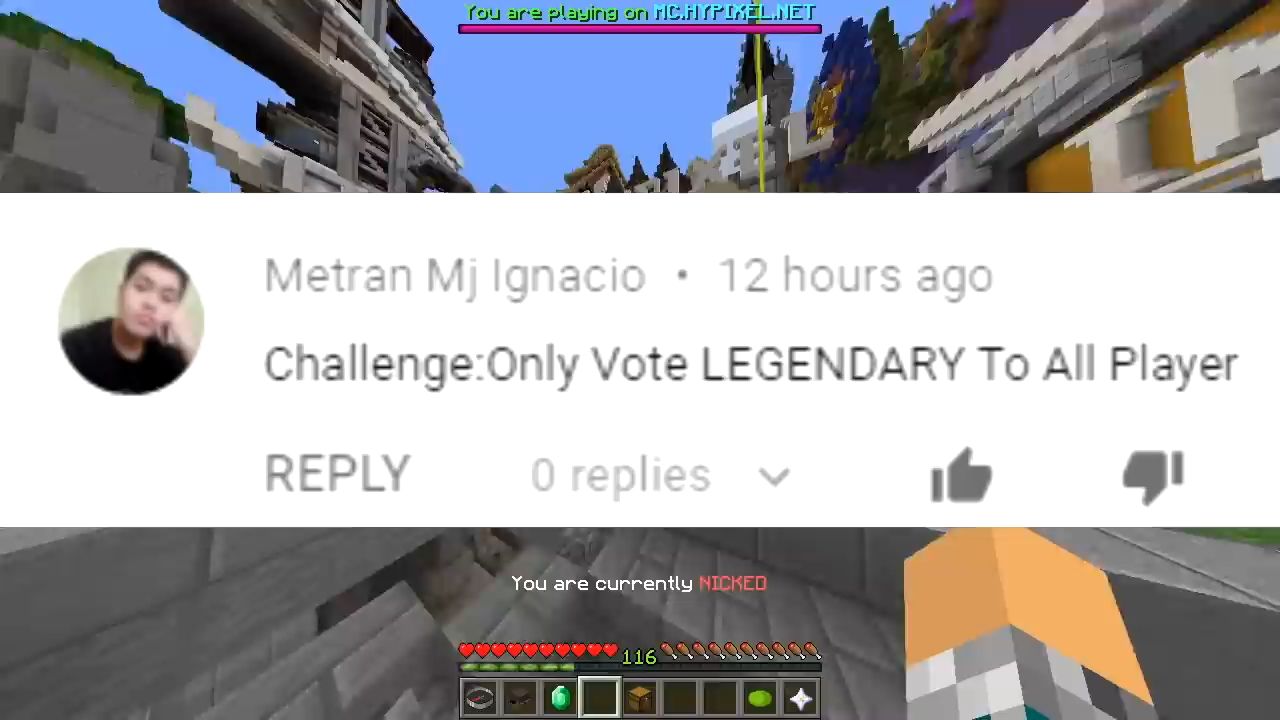 You are playing on MC.HYPIXEL.NET
Metran Mj Ignacio • 12 hours ago
Challenge:Only Vote LEGENDARY To All Player
REPLY 0 replies
You are currently NICKED
116